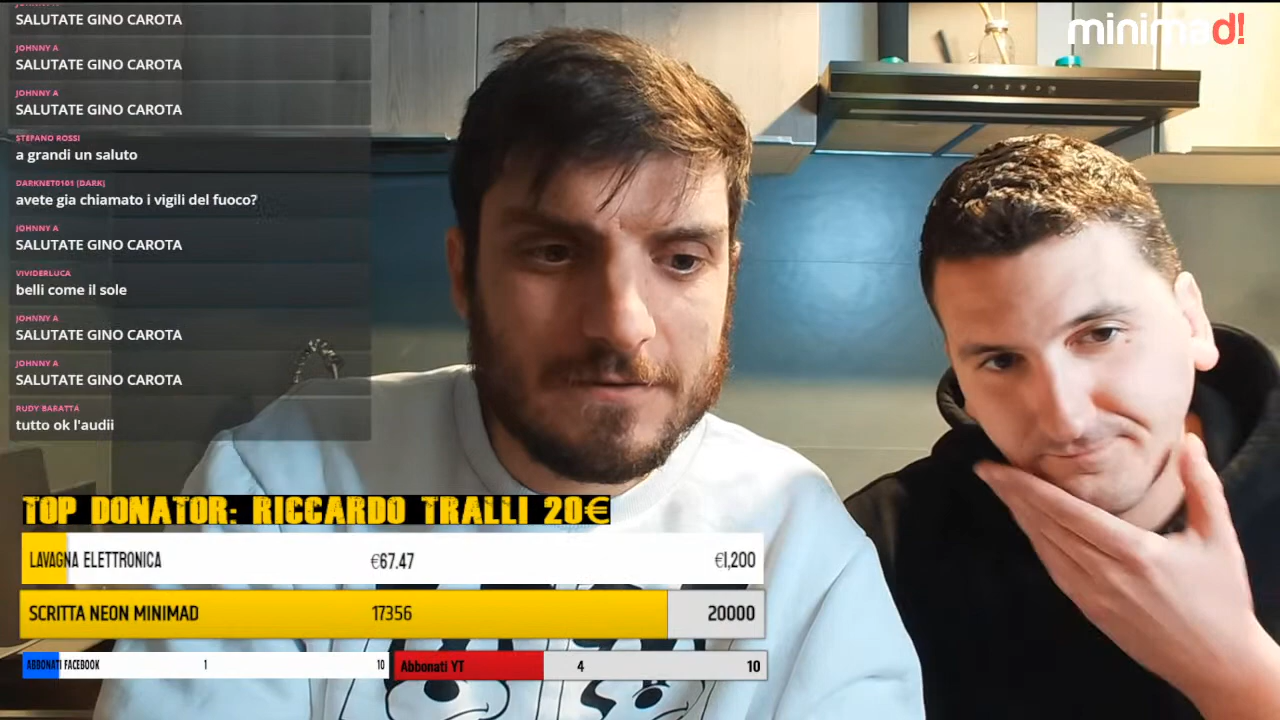 SALUTATE GINO CAROTA
JOHNNY A
SALUTATE GINO CAROTA
JOHNNY A
SALUTATE GINO CAROTA
STEFANO ROSSI
a grandi un saluto
DARKNET0101 [DARK]
avete gia chiamato i vigili del fuoco?
JOHNNY A
SALUTATE GINO CAROTA
VIVIDERLUCA
belli come il sole
JOHNNY A
SALUTATE GINO CAROTA
JOHNNY A
SALUTATE GINO CAROTA
RUDY BARATTA
tutto ok l'audii
minimad!
TOP DONATOR: RICCARDO TRALLI 20€
LAVAGNA ELETTRONICA €67.47 €1,200
SCRITTA NEON MINIMAD 17356 20000
ABBONATI FACEBOOK 1 10
Abbonati YT 4 10